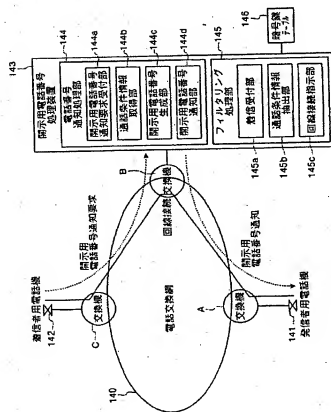 143
開示用電話番号
処理装置
144
電話番号
通知処理部
144a
開示用電話番号
通知要求受付部
144b
通話条件情報
取得部
144c
開示用電話番号
生成部
144d
開示用電話番号
通知部
145
フィルタリング
処理部
145a
着信受付部
145b
通話条件情報
抽出部
145c
回線接続指示部
146
暗号鍵
テーブル
着信者用電話機
142
開示用
電話番号通知要求
C
交換機
B
回線接続
交換機
電話交換網
140
A
交換機
開示用
電話番号通知
141
発信者用電話機